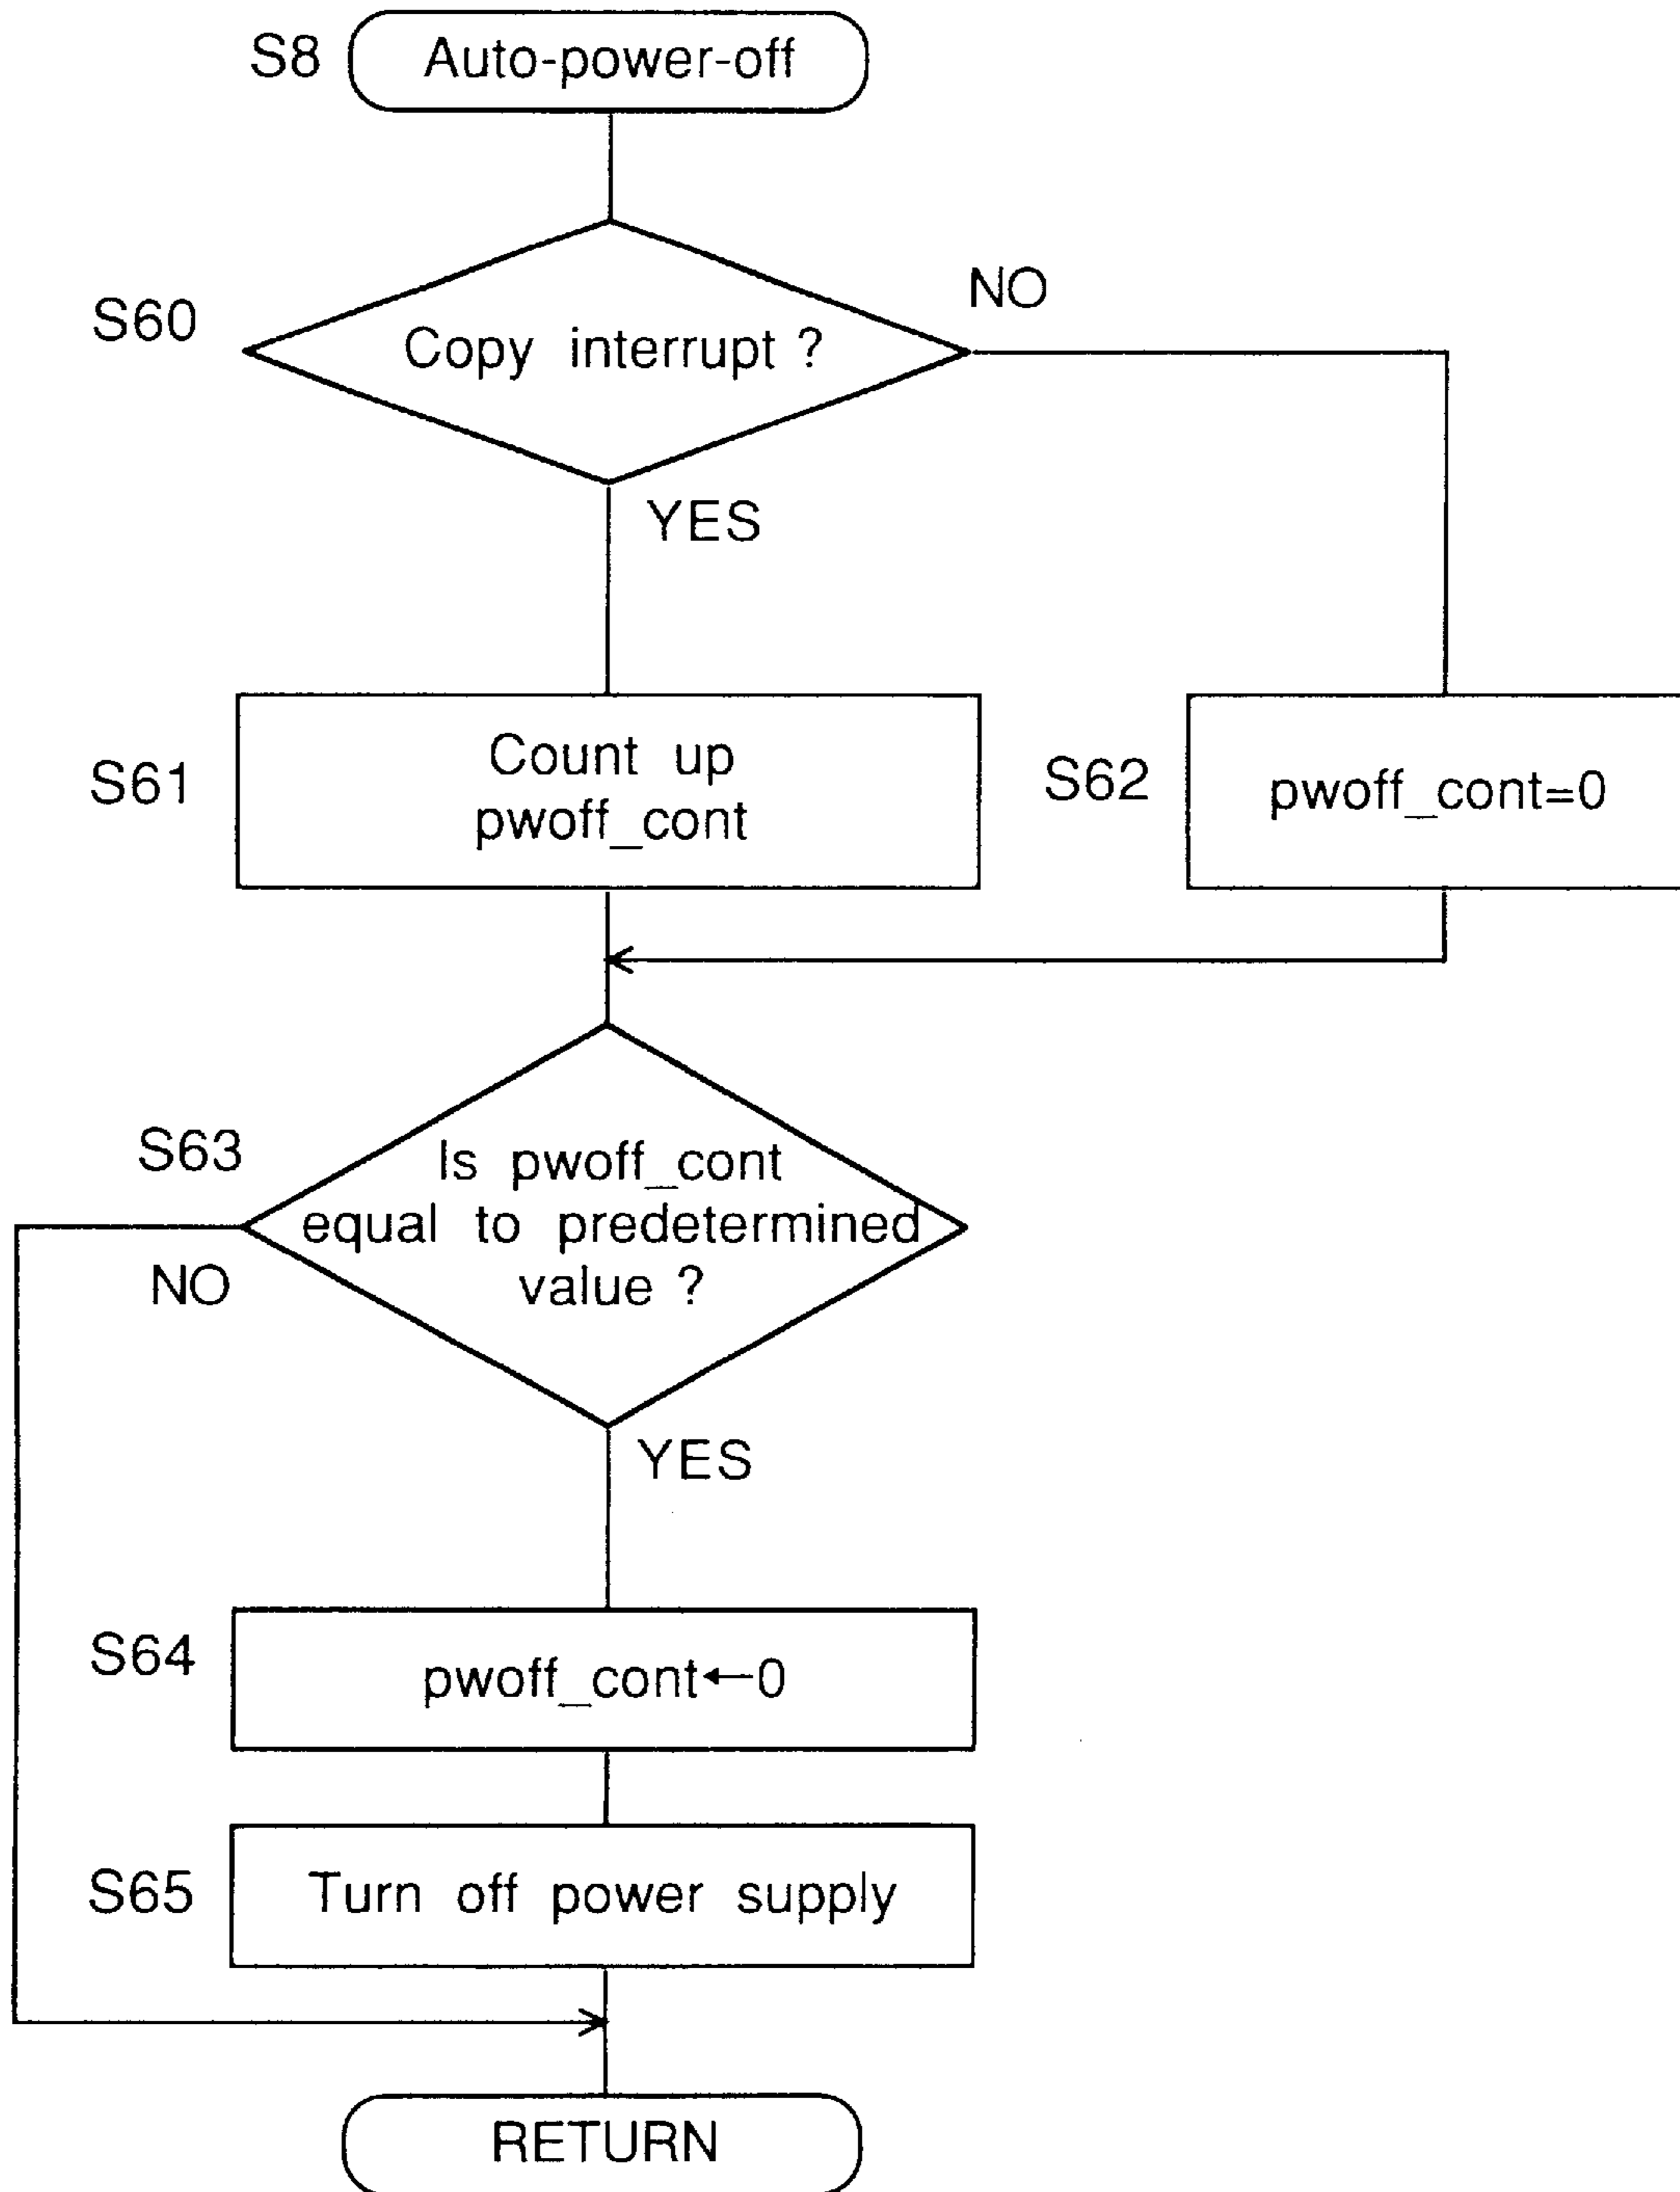 S8 Auto-power-off
S60 Copy interrupt ?
NO
YES
S61
Count up
pwoff_cont
S62 pwoff_cont=0
S63
Is pwoff_cont
equal to predetermined
value ?
NO
YES
S64 pwoff_cont←0
S65 Turn off power supply
RETURN